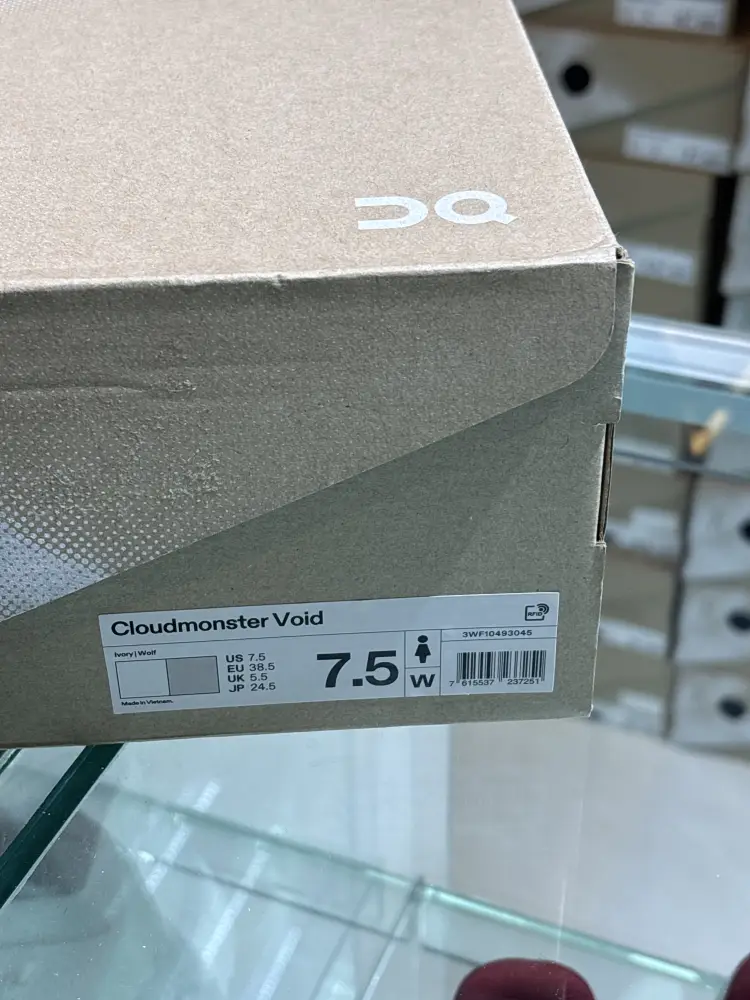 Cloudmonster Void
RFID
Ivory | Wolf
US 7.5
EU 38.5
UK 5.5
JP 24.5
Made in Vietnam.
7.5
W
3WF10493045
7 615537 237251